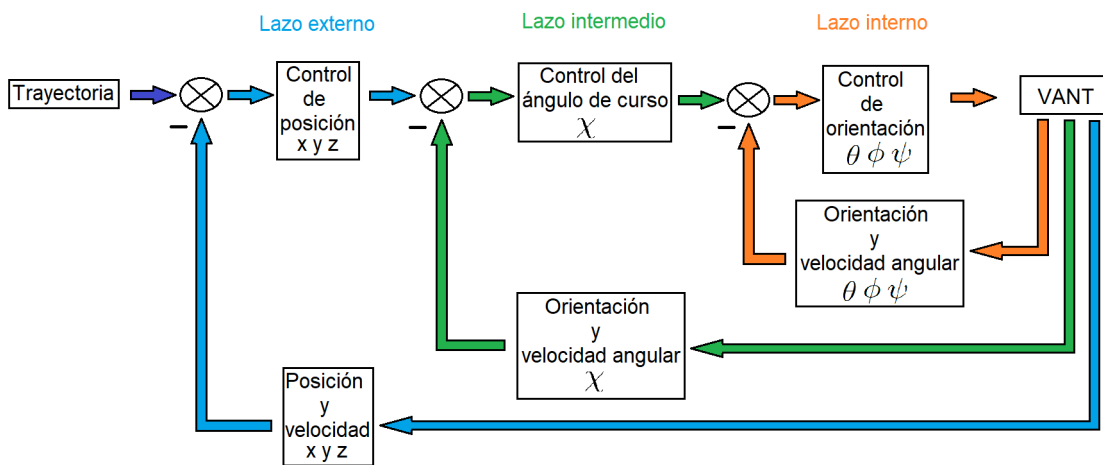 Lazo externo
Lazo intermedio
Lazo interno
Trayectoria
Control
de
posición
x y z
Control del
ángulo de curso
χ
Control
de
orientación
θ ϕ ψ
VANT
Orientación
y
velocidad angular
θ ϕ ψ
Orientación
y
velocidad angular
χ
Posición
y
velocidad
x y z